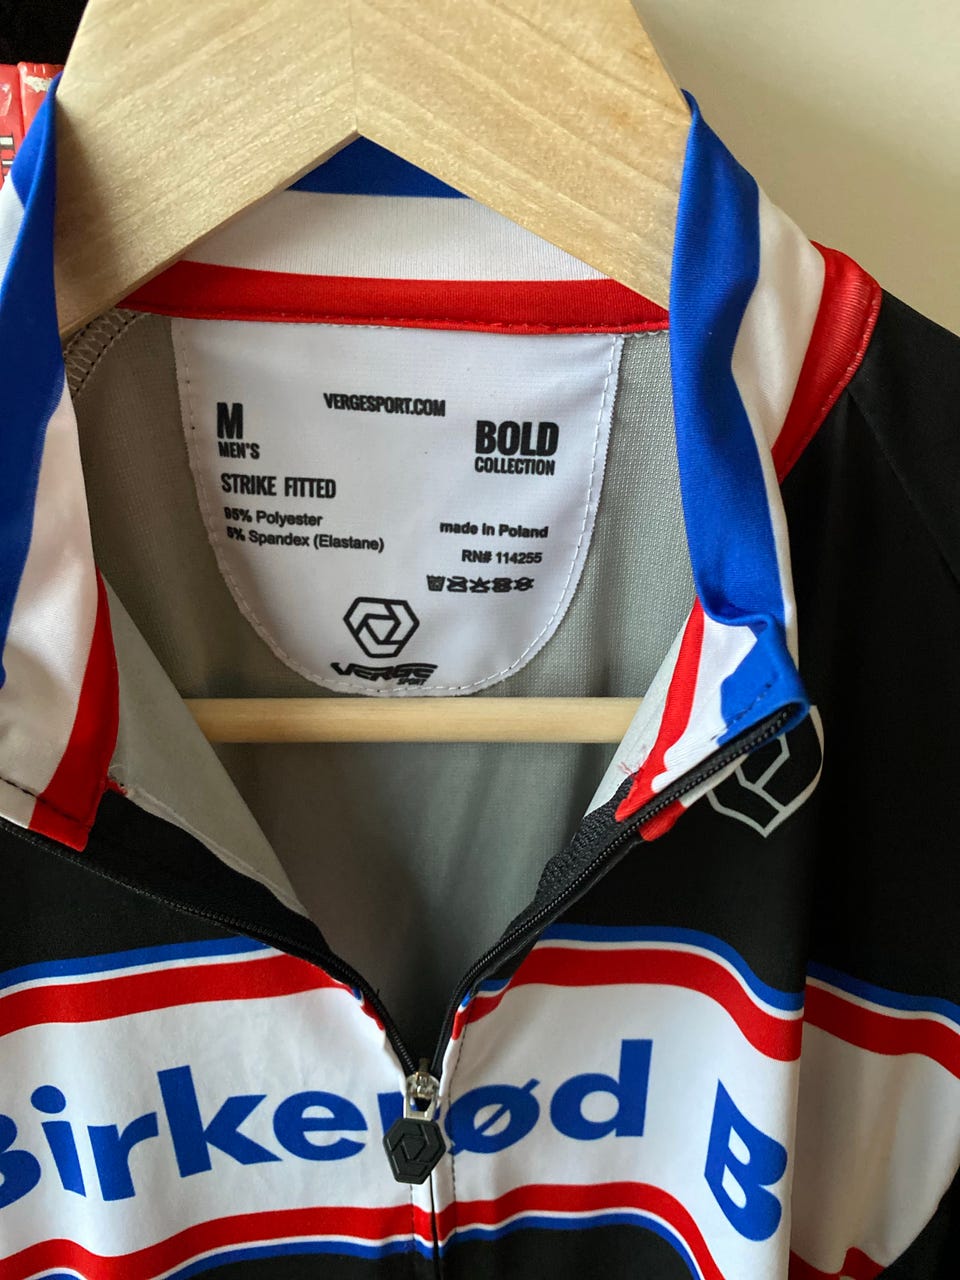 VERGESPORT.COM
M
MEN'S
BOLD
COLLECTION
STRIKE FITTED
95% Polyester
5% Spandex (Elastane)
made in Poland
RN# 114255
VERGE
SPORT
Birkerød
B